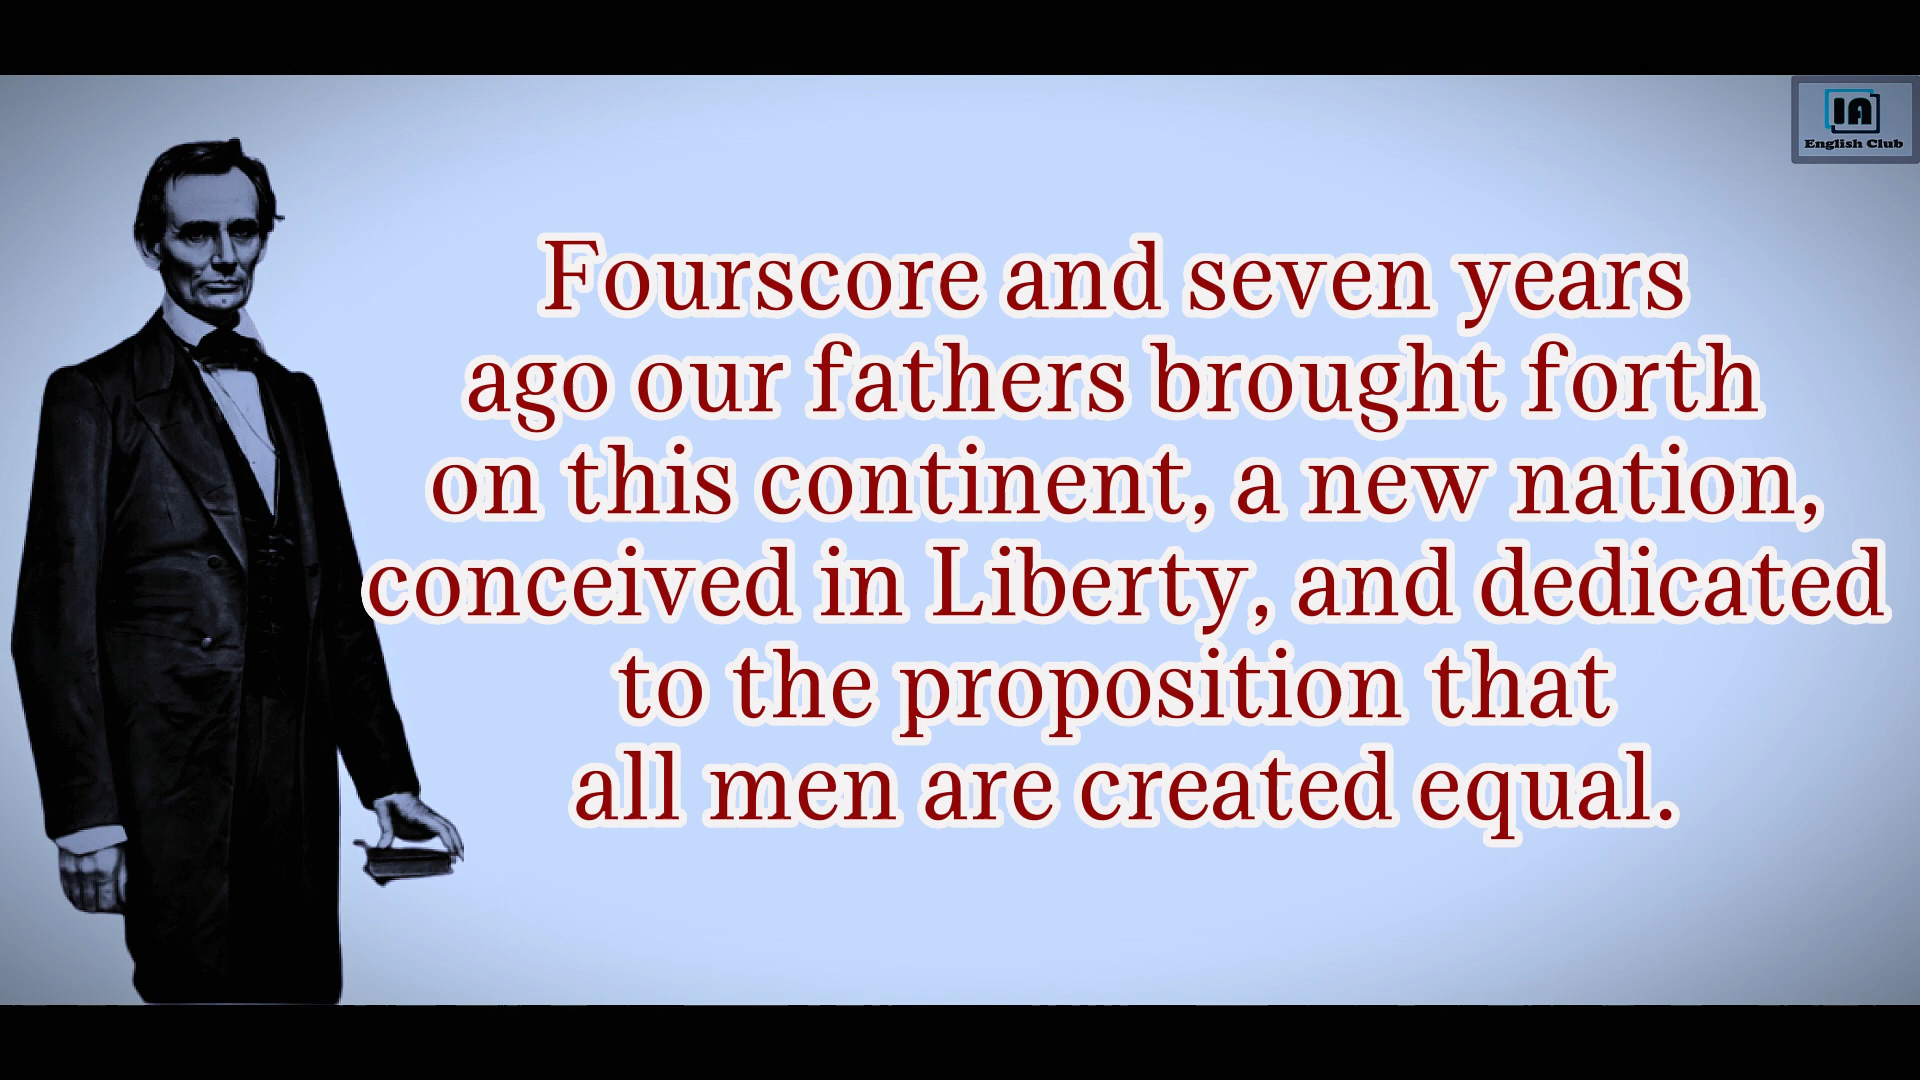 IA
English Club
Fourscore and seven years
ago our fathers brought forth
on this continent, a new nation,
conceived in Liberty, and dedicated
to the proposition that
all men are created equal.